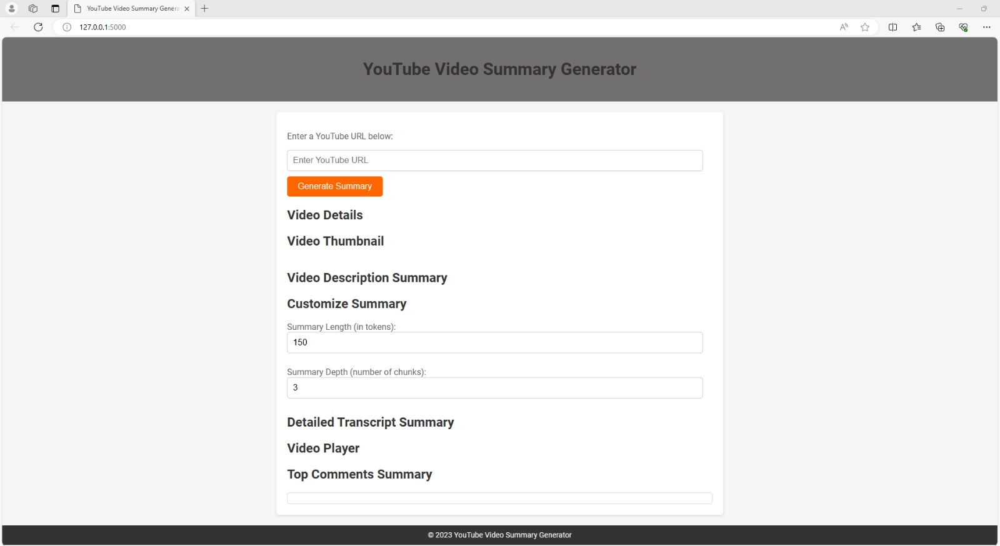 YouTube Video Summary Genera
127.0.0.1:5000
YouTube Video Summary Generator
Enter a YouTube URL below:
Enter YouTube URL
Generate Summary
Video Details
Video Thumbnail
Video Description Summary
Customize Summary
Summary Length (in tokens):
150
Summary Depth (number of chunks):
3
Detailed Transcript Summary
Video Player
Top Comments Summary
© 2023 YouTube Video Summary Generator